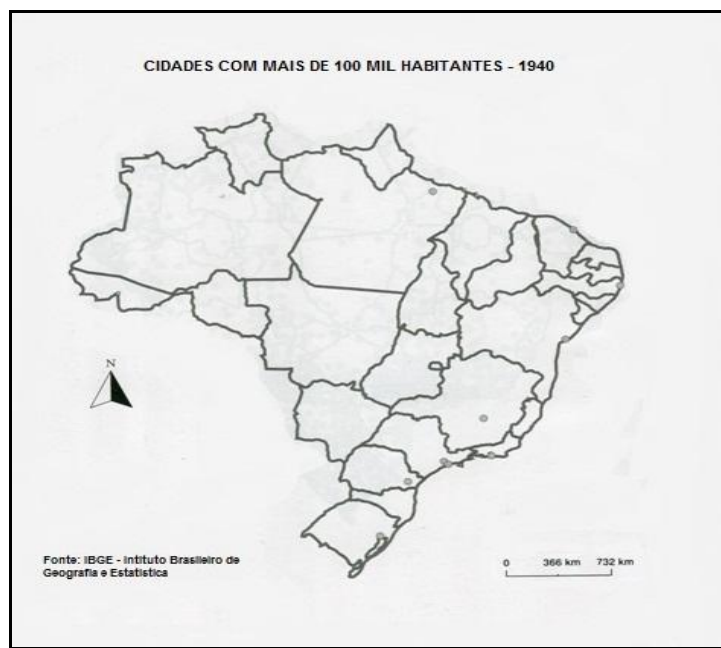 CIDADES COM MAIS DE 100 MIL HABITANTES - 1940
N
Fonte: IBGE - Intituto Brasileiro de
Geografia e Estatística
0 366 km 732 km